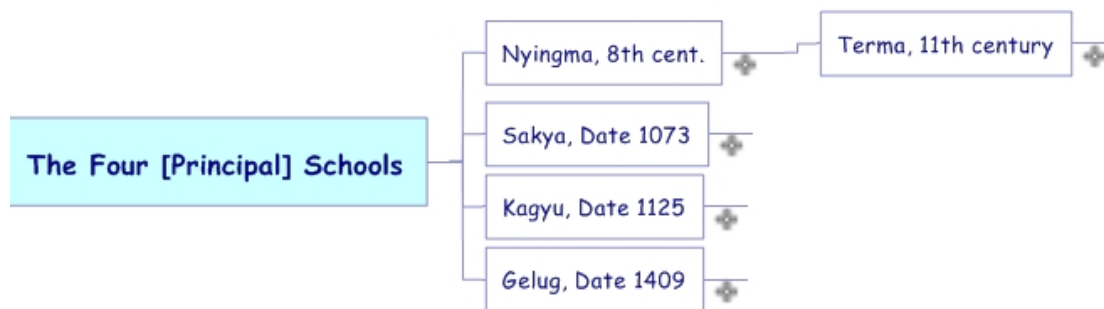 The Four [Principal] Schools
Nyingma, 8th cent.
Terma, 11th century
Sakya, Date 1073
Kagyu, Date 1125
Gelug, Date 1409